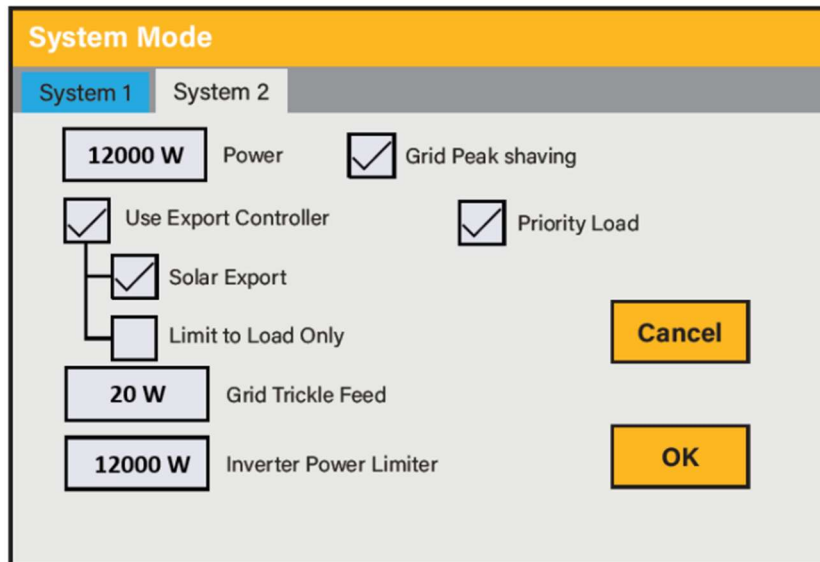 System Mode
System 1 System 2
12000 W Power Grid Peak shaving
Use Export Controller Priority Load
Solar Export
Limit to Load Only
Cancel
20 W Grid Trickle Feed
12000 W Inverter Power Limiter
OK